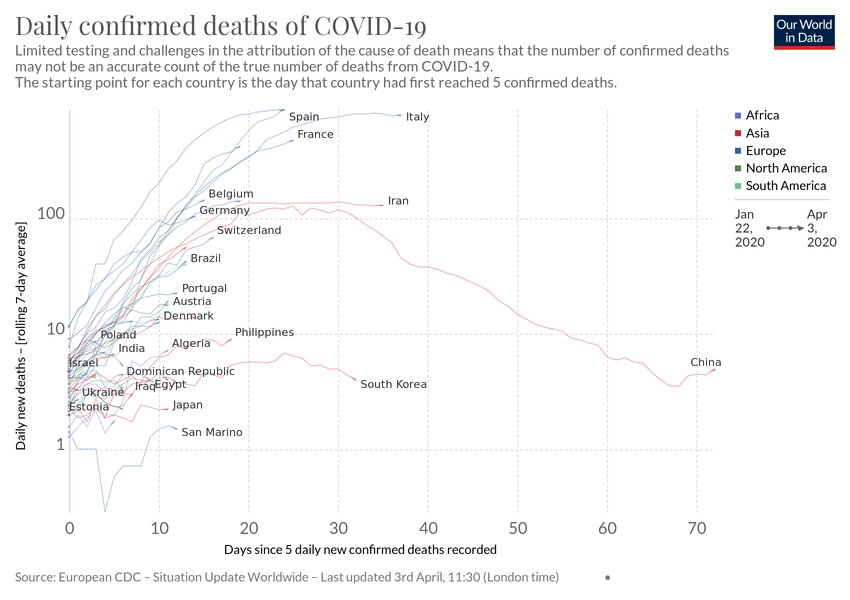 Daily confirmed deaths of COVID-19
Our World
in Data
Limited testing and challenges in the attribution of the cause of death means that the number of confirmed deaths
may not be an accurate count of the true number of deaths from COVID-19.
The starting point for each country is the day that country had first reached 5 confirmed deaths.
Daily new deaths – [rolling 7-day average]
100
10
1
Spain
Italy
France
Belgium
Iran
Germany
Switzerland
Brazil
Portugal
Austria
Denmark
Philippines
Poland
Algeria
India
Israel
China
Dominican Republic
South Korea
Iraq
Egypt
Ukraine
Estonia
Japan
San Marino
Africa
Asia
Europe
North America
South America
Jan
22,
2020
Apr
3,
2020
0 10 20 30 40 50 60 70
Days since 5 daily new confirmed deaths recorded
Source: European CDC – Situation Update Worldwide – Last updated 3rd April, 11:30 (London time)